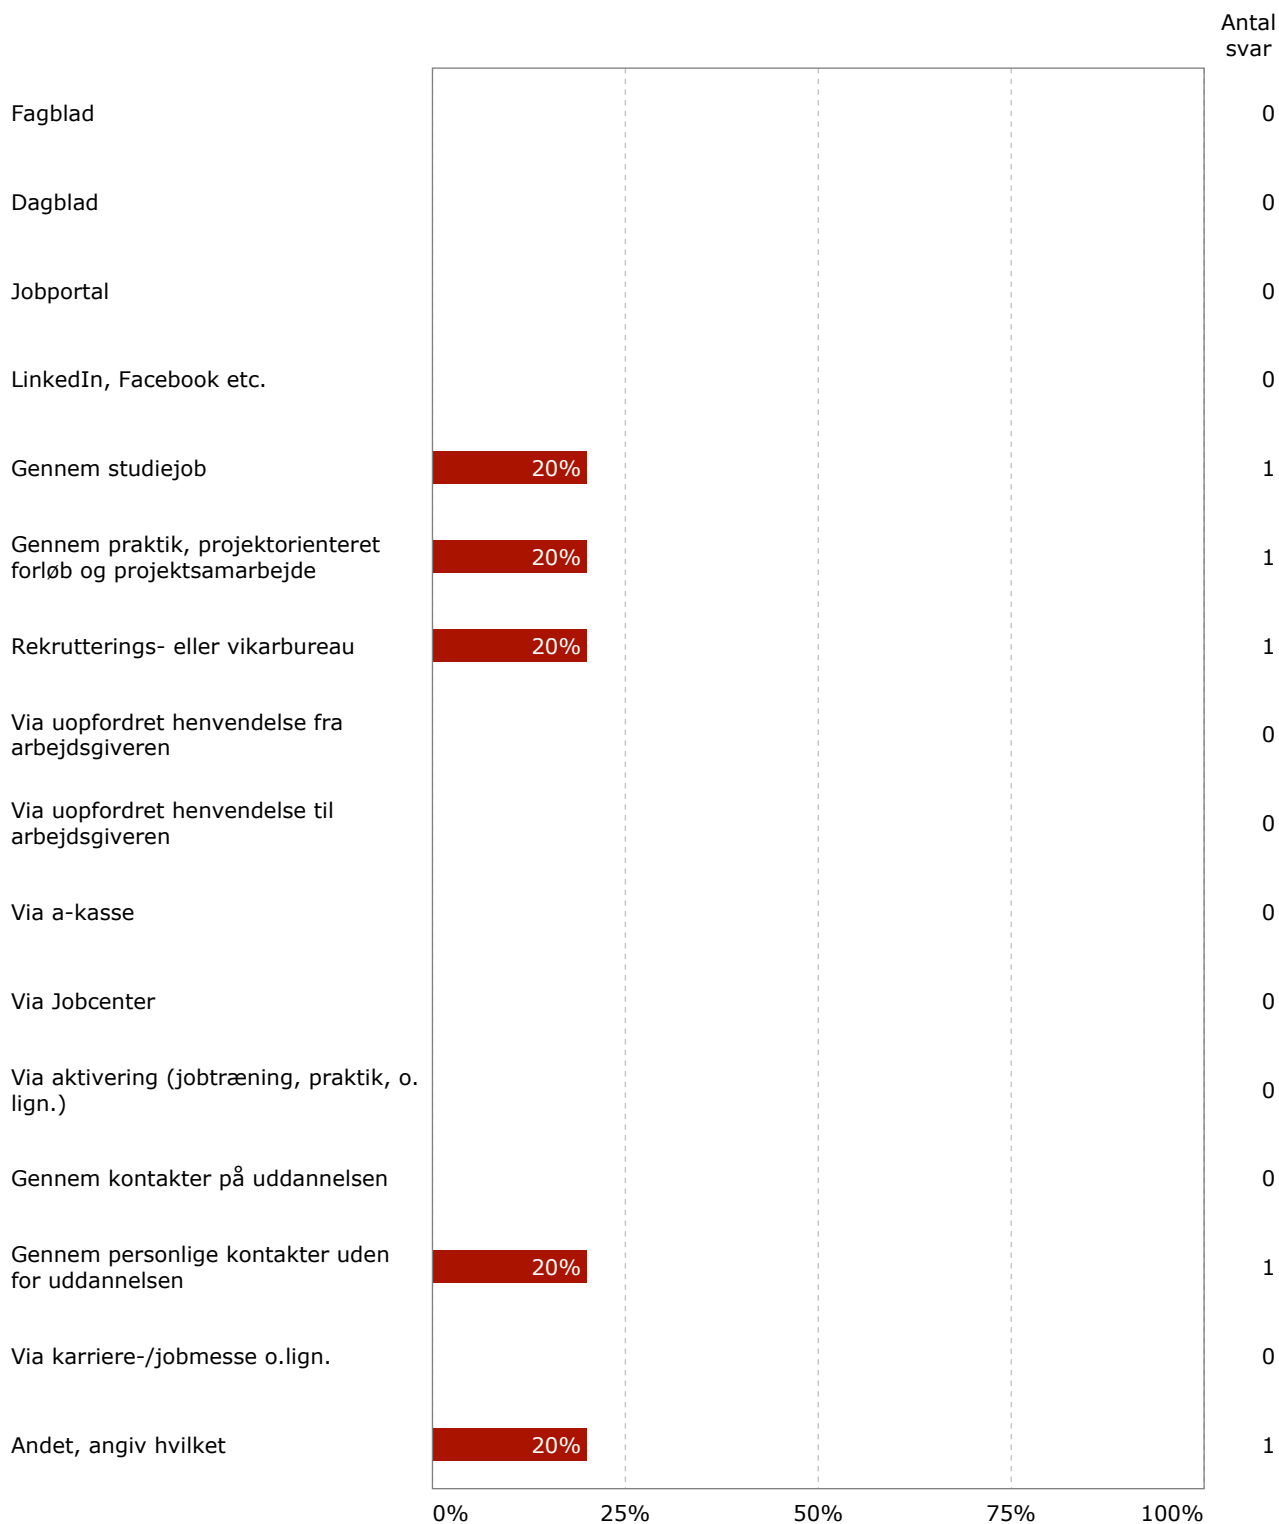 Antal
svar
Fagblad 0
Dagblad 0
Jobportal 0
LinkedIn, Facebook etc. 0
Gennem studiejob 20% 1
Gennem praktik, projektorienteret
forløb og projektsamarbejde 20% 1
Rekrutterings- eller vikarbureau 20% 1
Via uopfordret henvendelse fra
arbejdsgiveren 0
Via uopfordret henvendelse til
arbejdsgiveren 0
Via a-kasse 0
Via Jobcenter 0
Via aktivering (jobtræning, praktik, o.
lign.) 0
Gennem kontakter på uddannelsen 0
Gennem personlige kontakter uden
for uddannelsen 20% 1
Via karriere-/jobmesse o.lign. 0
Andet, angiv hvilket 20% 1
0% 25% 50% 75% 100%